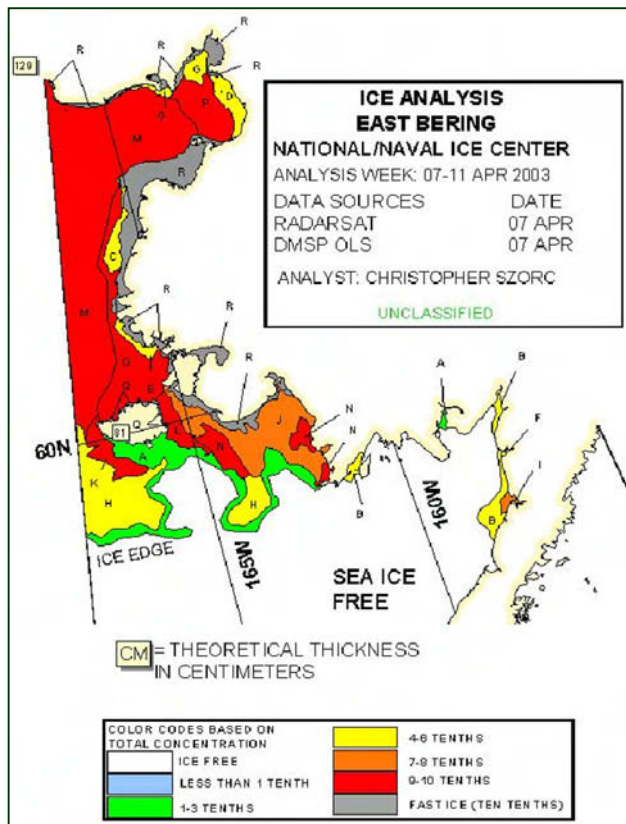 129
R
R
R
R
G
D
P
G
M
R
ICE ANALYSIS
EAST BERING
NATIONAL/NAVAL ICE CENTER
ANALYSIS WEEK: 07-11 APR 2003
DATA SOURCES DATE
RADARSAT 07 APR
DMSP OLS 07 APR
ANALYST: CHRISTOPHER SZORC
UNCLASSIFIED
C
M
R
R
R
A
B
J
N
N
F
I
60N
91
Q
A
N
K
H
H
B
B
ICE EDGE
165W
160W
SEA ICE
FREE
CM = THEORETICAL THICKNESS
IN CENTIMETERS
COLOR CODES BASED ON
TOTAL CONCENTRATION
ICE FREE
LESS THAN 1 TENTH
1-3 TENTHS
4-6 TENTHS
7-8 TENTHS
9-10 TENTHS
FAST ICE (TEN TENTHS)